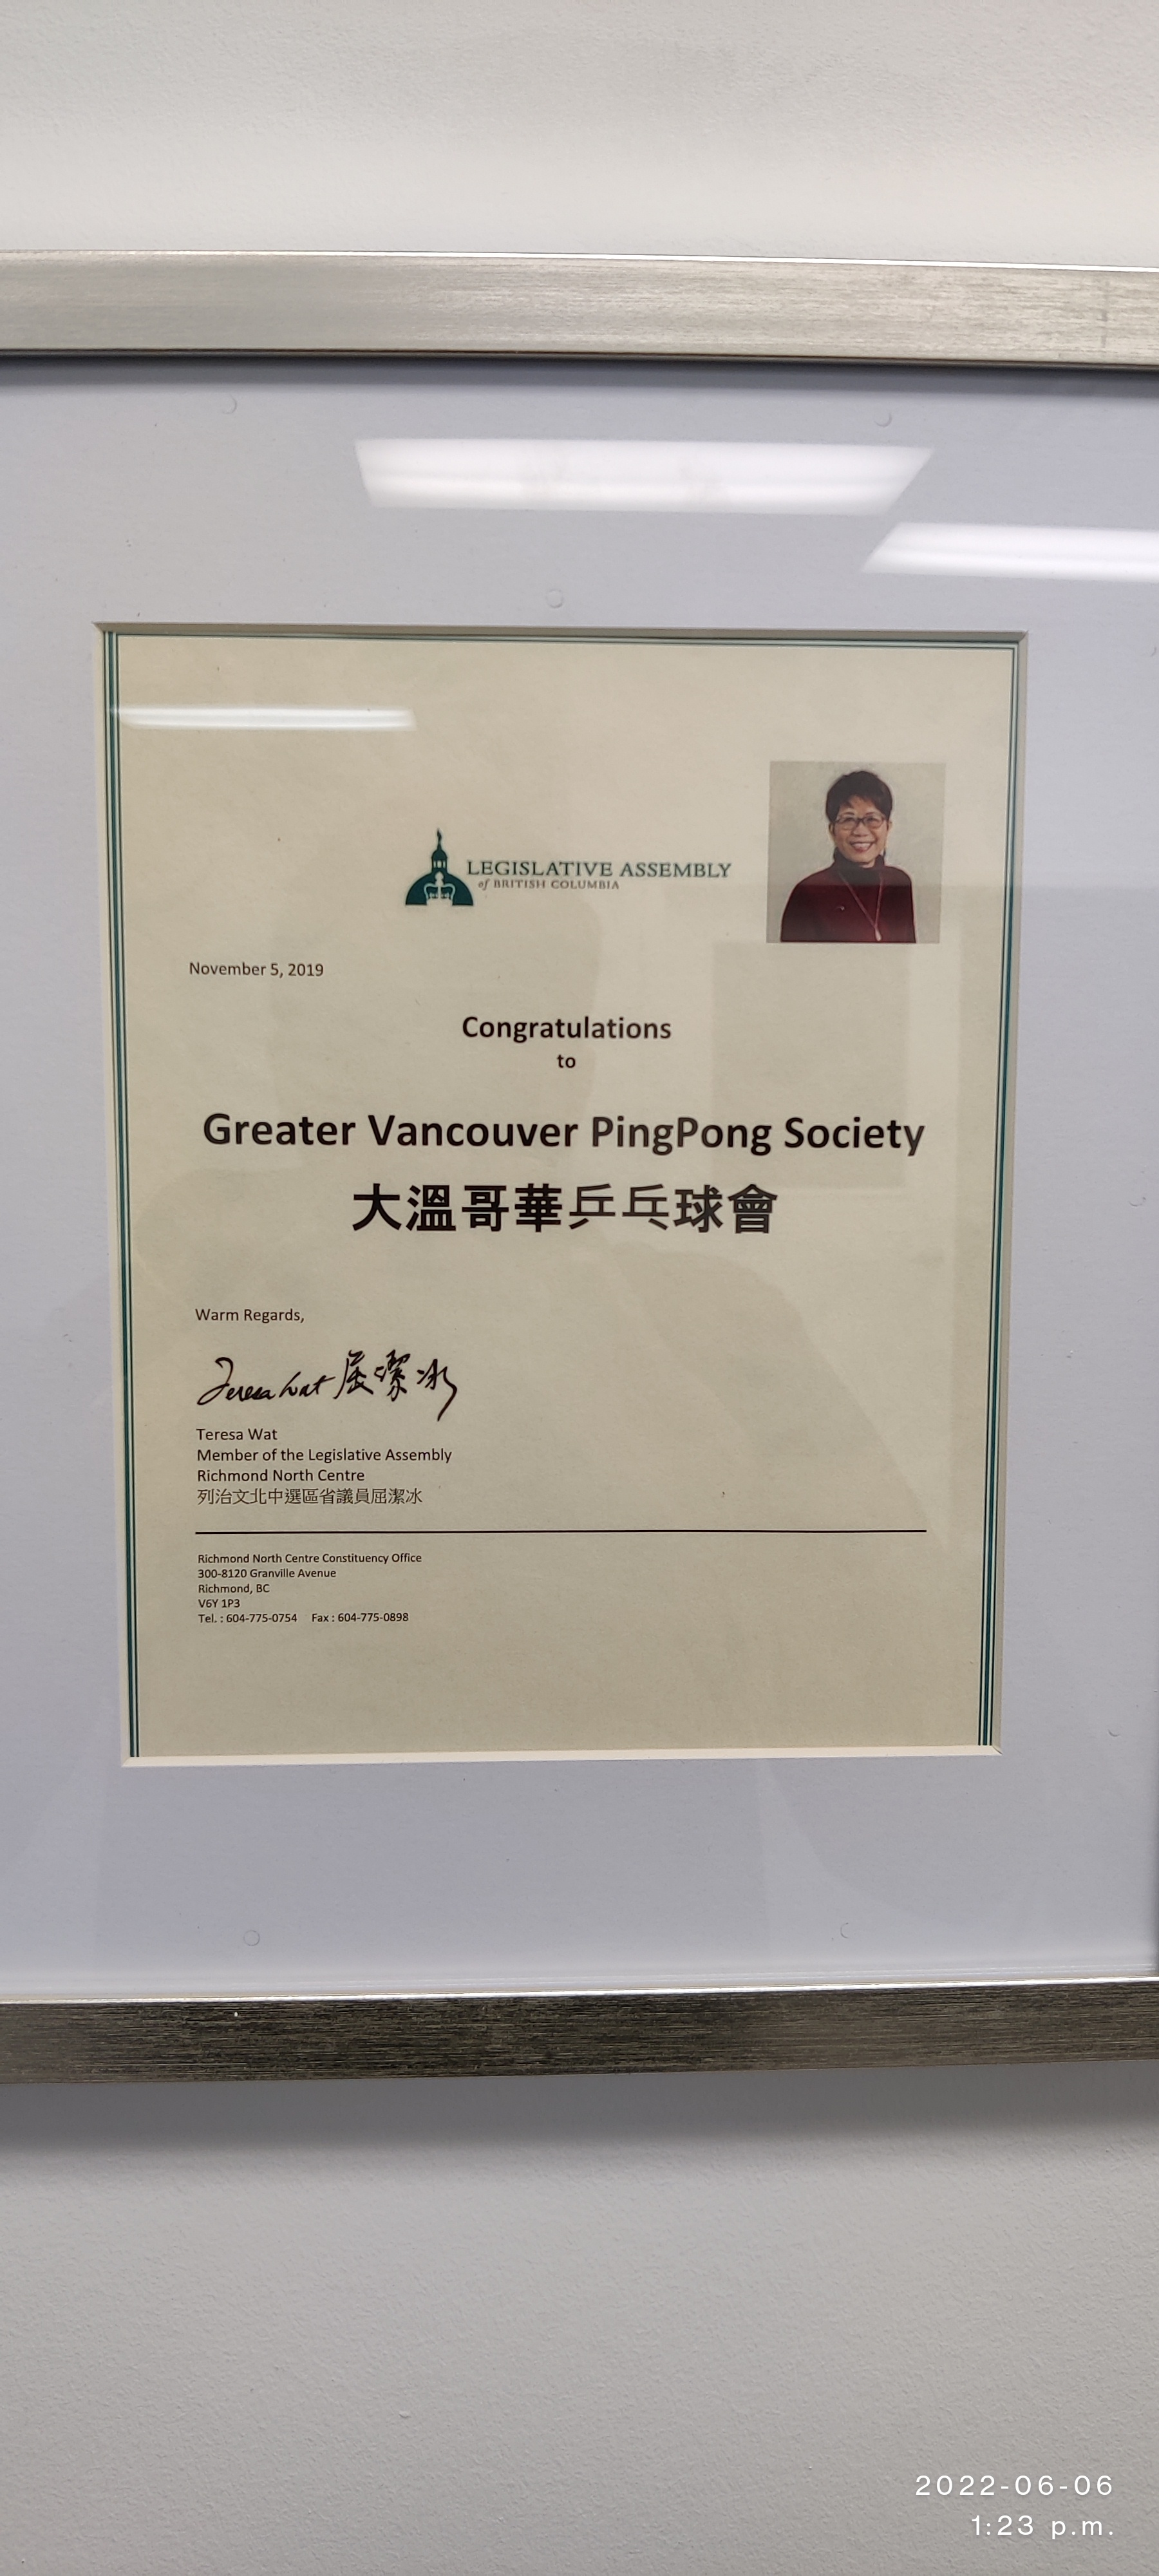 LEGISLATIVE ASSEMBLY
of BRITISH COLUMBIA
November 5, 2019
Congratulations
to
Greater Vancouver PingPong Society
大溫哥華乒乓球會
Warm Regards,
Teresa Wat 屈潔冰
Teresa Wat
Member of the Legislative Assembly
Richmond North Centre
列治文北中選區省議員屈潔冰
Richmond North Centre Constituency Office
300-8120 Granville Avenue
Richmond, BC
V6Y 1P3
Tel. : 604-775-0754 Fax : 604-775-0898
2022-06-06
1:23 p.m.